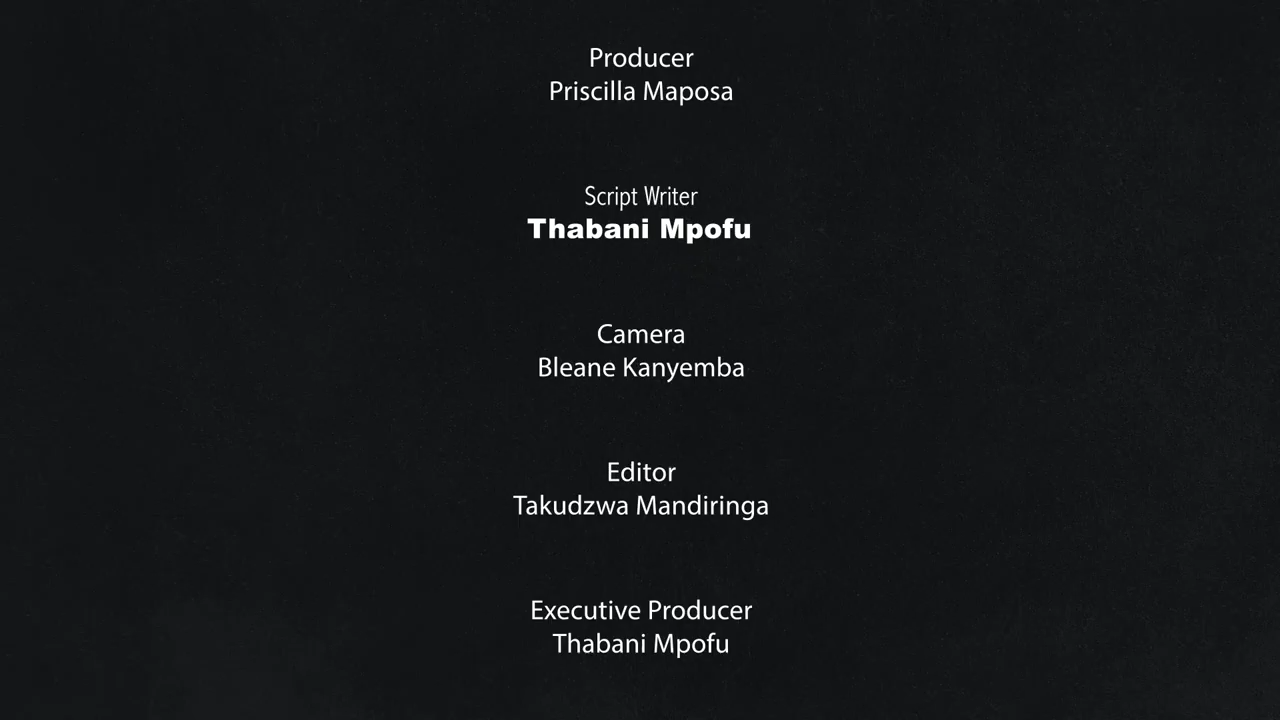 Producer
Priscilla Maposa
Script Writer
Thabani Mpofu
Camera
Bleane Kanyemba
Editor
Takudzwa Mandiringa
Executive Producer
Thabani Mpofu